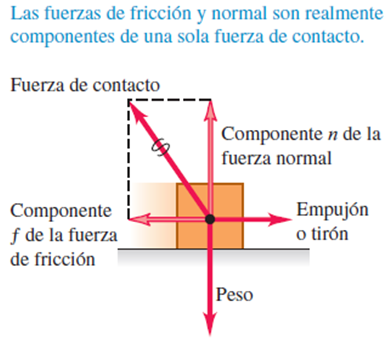 Las fuerzas de fricción y normal son realmente
componentes de una sola fuerza de contacto.
Fuerza de contacto
Componente n de la
fuerza normal
Componente
f de la fuerza
de fricción
Empujón
o tirón
Peso